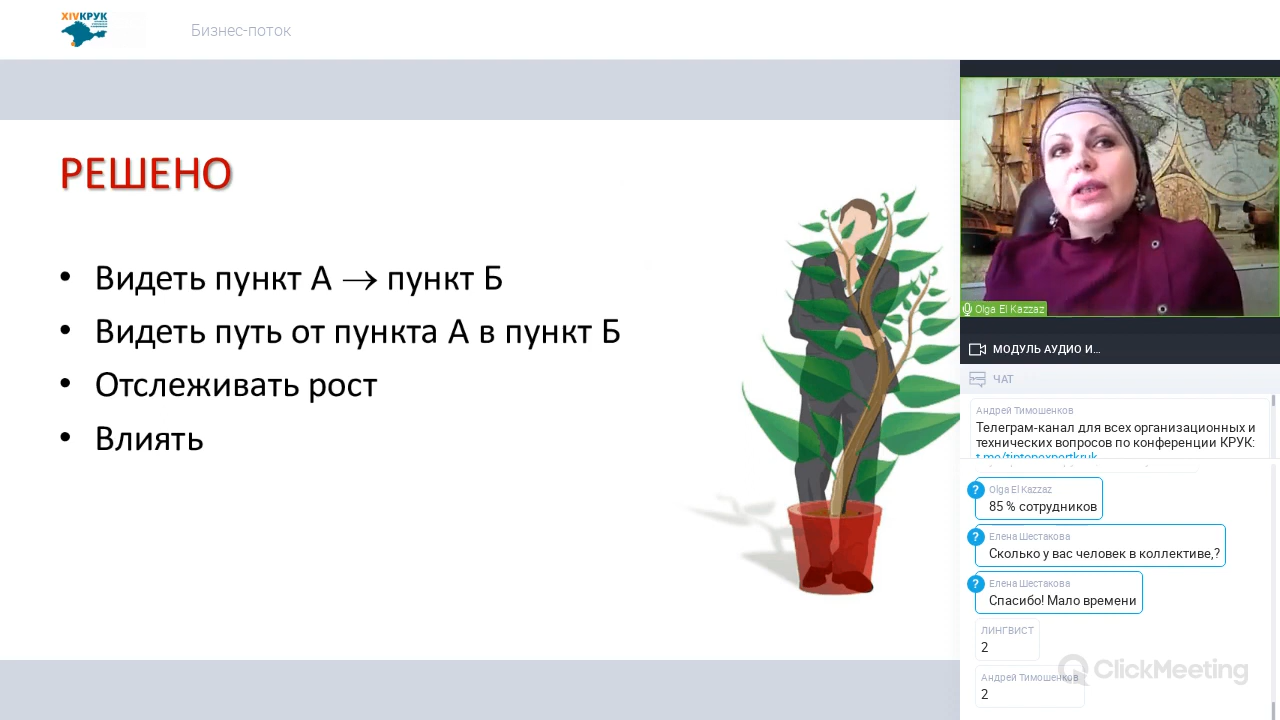 XIVКРУК
Бизнес-поток
РЕШЕНО
• Видеть пункт А → пункт Б
• Видеть путь от пункта А в пункт Б
• Отслеживать рост
• Влиять
Olga El Kazzaz
МОДУЛЬ АУДИО И...
ЧАТ
Андрей Тимошенков
Телеграм-канал для всех организационных и
технических вопросов по конференции КРУК:
t.me/tiptopexpertkruk
? Olga El Kazzaz
85 % сотрудников
? Елена Шестакова
Сколько у вас человек в коллективе,?
? Елена Шестакова
Спасибо! Мало времени
ЛИНГВИСТ
2
Андрей Тимошенков
2
ClickMeeting